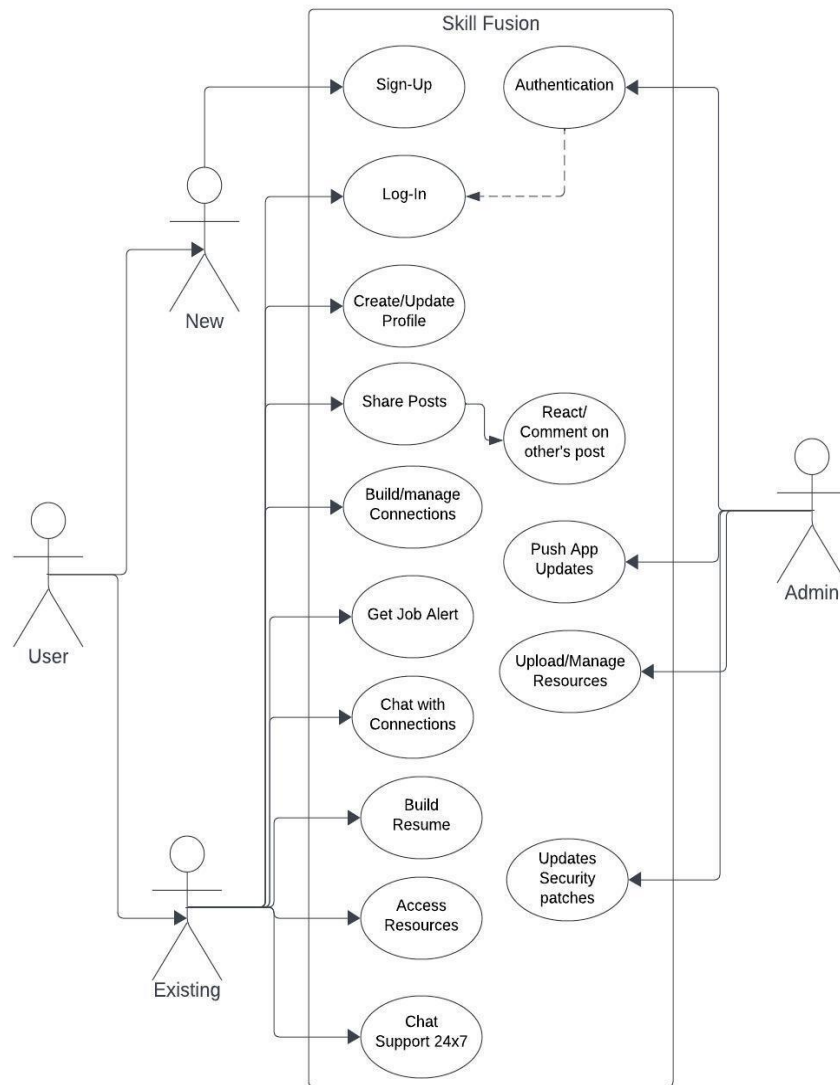 Skill Fusion
Sign-Up
Authentication
Log-In
New
Create/Update
Profile
Share Posts
React/
Comment on
other's post
Build/manage
Connections
Push App
Updates
Admin
User
Get Job Alert
Upload/Manage
Resources
Chat with
Connections
Build
Resume
Updates
Security
patches
Access
Resources
Existing
Chat
Support 24x7